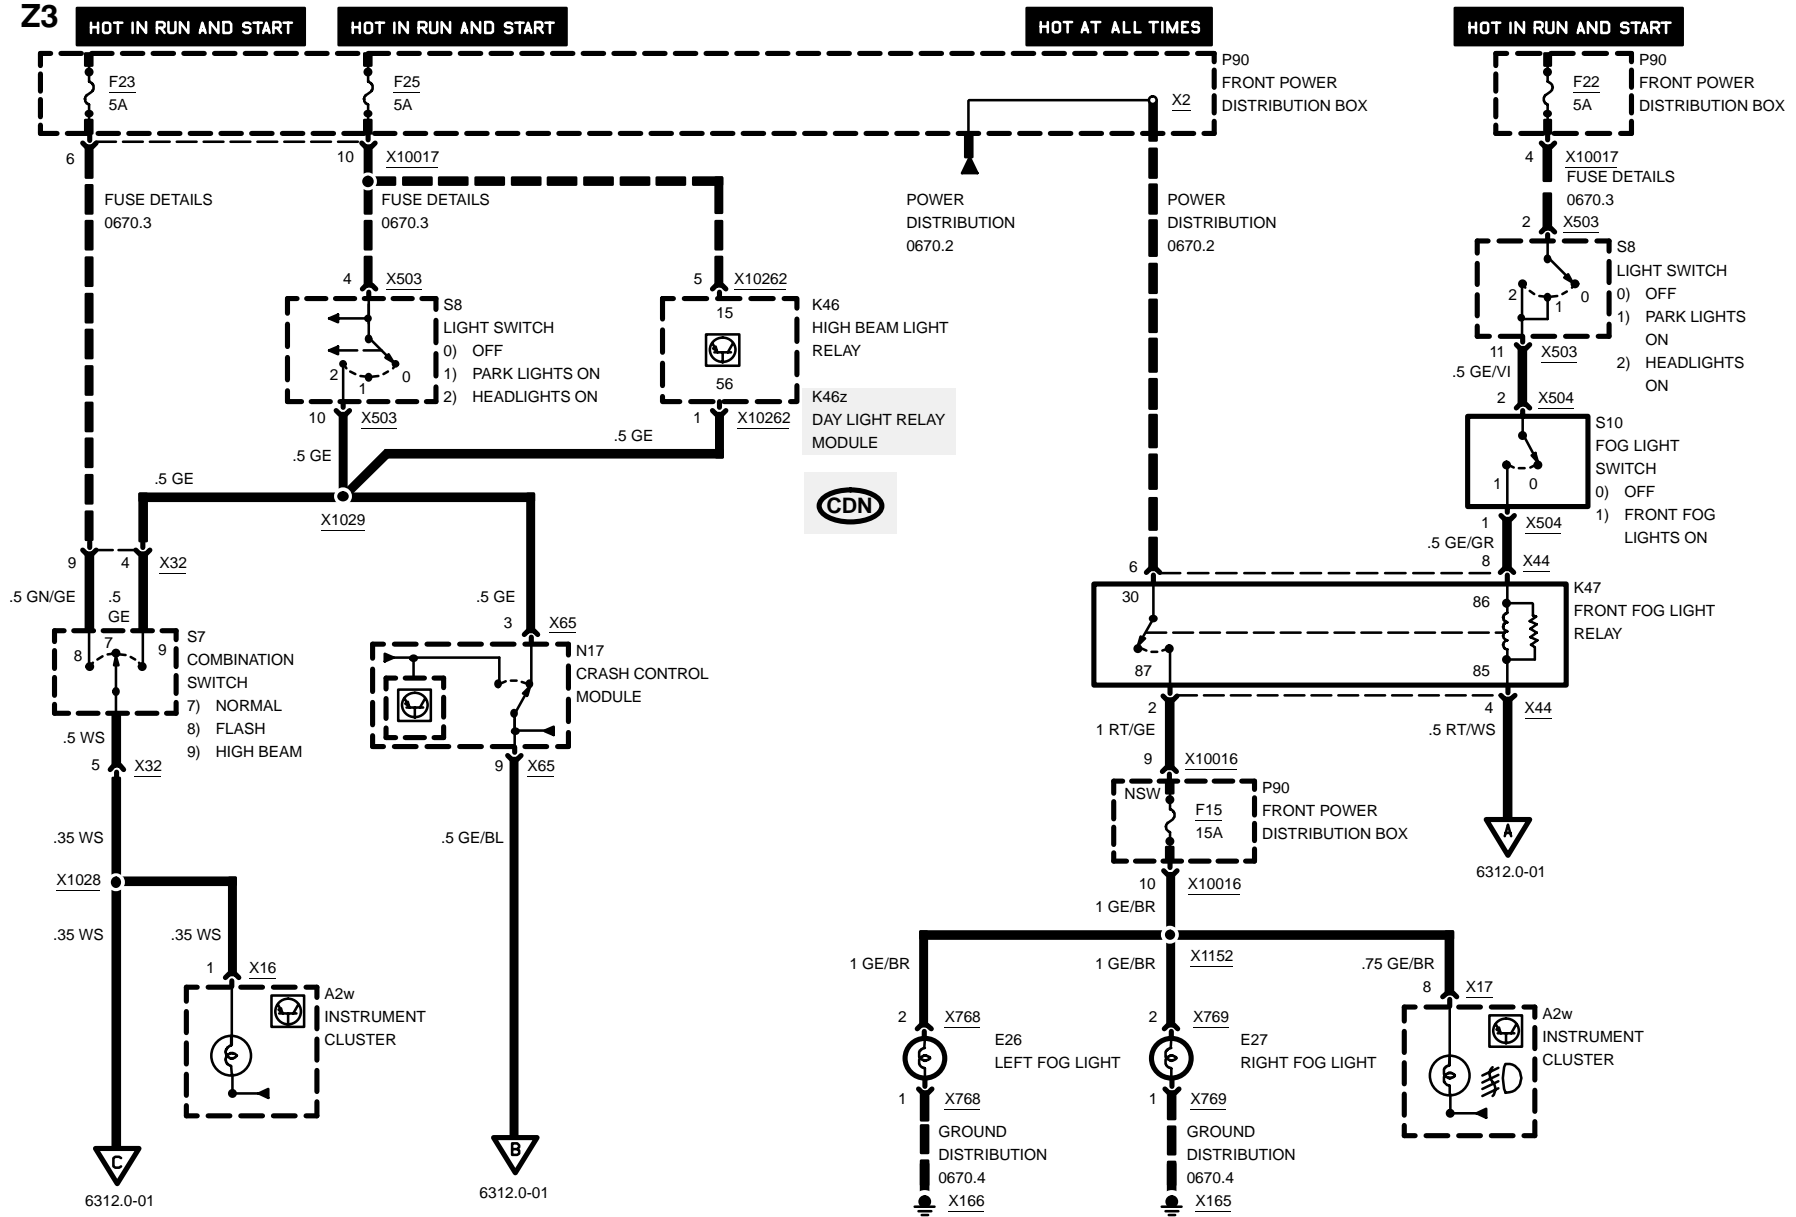 Z3
HOT IN RUN AND START
HOT IN RUN AND START
HOT AT ALL TIMES
HOT IN RUN AND START
F23
5A
F25
5A
X2
P90
FRONT POWER
DISTRIBUTION BOX
F22
5A
P90
FRONT POWER
DISTRIBUTION BOX
6
10
X10017
4
X10017
FUSE DETAILS
0670.3
FUSE DETAILS
0670.3
FUSE DETAILS
0670.3
POWER
DISTRIBUTION
0670.2
POWER
DISTRIBUTION
0670.2
2
X503
S8
LIGHT SWITCH
0) OFF
1) PARK LIGHTS
ON
2) HEADLIGHTS
ON
2
1
0
11
X503
.5 GE/VI
2
X504
S10
FOG LIGHT
SWITCH
0) OFF
1) FRONT FOG
LIGHTS ON
1
0
1
X504
.5 GE/GR
8
X44
4
X503
S8
LIGHT SWITCH
0) OFF
1) PARK LIGHTS ON
2) HEADLIGHTS ON
2
1
0
10
X503
.5 GE
5
X10262
15
56
K46
HIGH BEAM LIGHT
RELAY
K46z
DAY LIGHT RELAY
MODULE
1
X10262
.5 GE
CDN
.5 GE
X1029
9
4
X32
.5 GN/GE
.5
GE
8
7
9
S7
COMBINATION
SWITCH
7) NORMAL
8) FLASH
9) HIGH BEAM
.5 WS
5
X32
.35 WS
X1028
.35 WS
.35 WS
1
X16
A2w
INSTRUMENT
CLUSTER
C
6312.0-01
.5 GE
3
X65
N17
CRASH CONTROL
MODULE
9
X65
.5 GE/BL
B
6312.0-01
6
30
87
86
85
K47
FRONT FOG LIGHT
RELAY
2
1 RT/GE
4
X44
.5 RT/WS
A
6312.0-01
9
X10016
NSW
F15
15A
P90
FRONT POWER
DISTRIBUTION BOX
10
X10016
1 GE/BR
X1152
1 GE/BR
1 GE/BR
.75 GE/BR
2
X768
E26
LEFT FOG LIGHT
1
X768
GROUND
DISTRIBUTION
0670.4
X166
2
X769
E27
RIGHT FOG LIGHT
1
X769
GROUND
DISTRIBUTION
0670.4
X165
8
X17
A2w
INSTRUMENT
CLUSTER